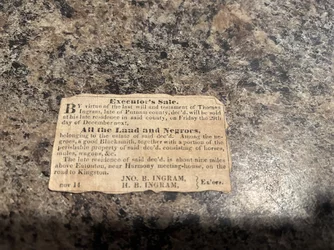 Executor's Sale.
BY virtue of the last will and testament of Thomas
Ingram, late of Putnam county, dec'd. will be sold
at his late residence in said county, on Friday the 29th
day of December next,
All the Land and Negroes,
belonging to the estate of said dec'd. Among the ne-
groes, a good Blacksmith, together with a portion of the
perishable property of said dec'd. consisting of horses,
mules, wagons, &c.
The late residence of said dec'd. is about nine miles
above Eatonton, near Harmony meeting-house, on the
road to Kingston.
JNO. B. INGRAM,
H. B. INGRAM,
Ex'ors.
nov 14